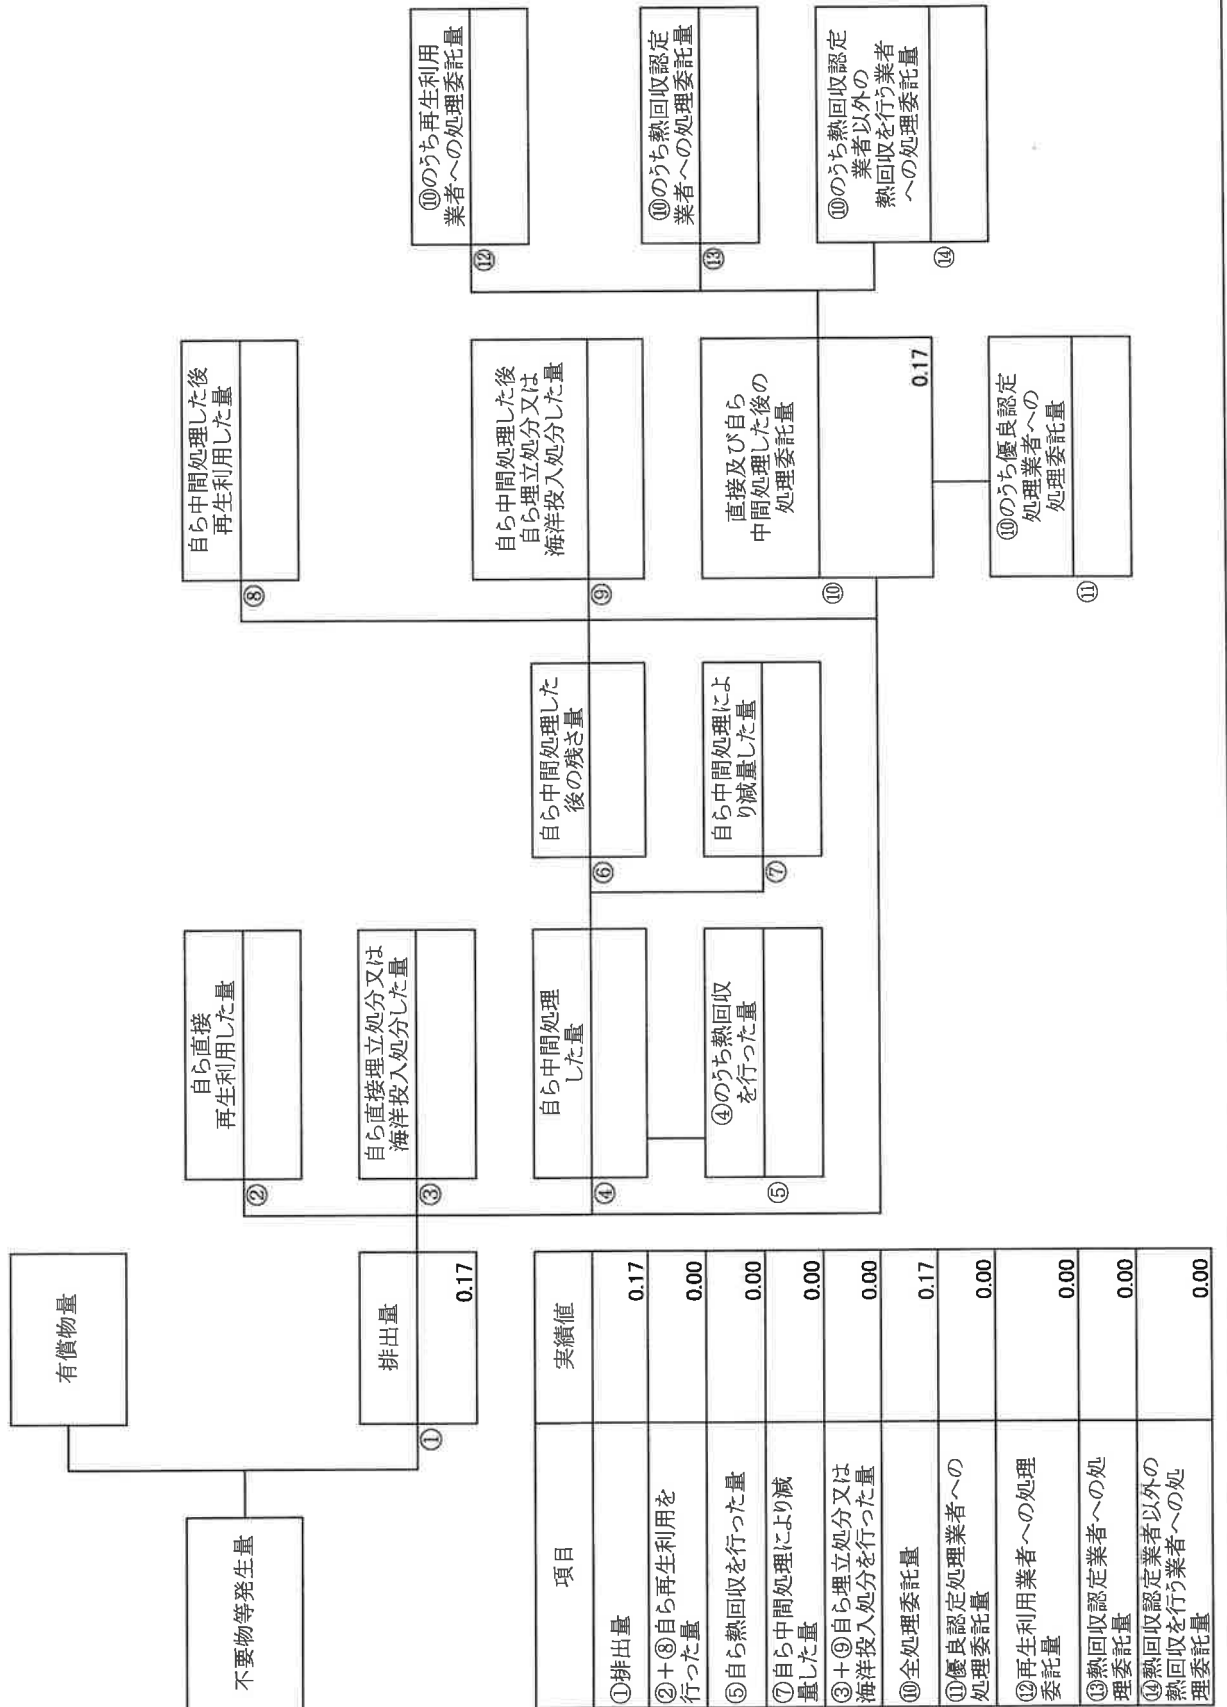 不要物等発生量
有償物量
①
排出量
0.17
②
自ら直接
再生利用した量
③
自ら直接埋立処分又は
海洋投入処分した量
④
自ら中間処理
した量
⑤
④のうち熱回収
を行った量
⑥
自ら中間処理した
後の残さ量
⑦
自ら中間処理によ
り減量した量
⑧
自ら中間処理した後
再生利用した量
⑨
自ら中間処理した後
自ら埋立処分又は
海洋投入処分した量
⑩
直接及び自ら
中間処理した後の
処理委託量
0.17
⑪
⑩のうち優良認定
処理業者への
処理委託量
⑫
⑩のうち再生利用
業者への処理委託量
⑬
⑩のうち熱回収認定
業者への処理委託量
⑭
⑩のうち熱回収認定
業者以外の
熱回収を行う業者
への処理委託量
項目 実績値
①排出量 0.17
②+⑧自ら再生利用を
行った量 0.00
⑤自ら熱回収を行った量 0.00
⑦自ら中間処理により減
量した量 0.00
③+⑨自ら埋立処分又は
海洋投入処分を行った量 0.00
⑩全処理委託量 0.17
⑪優良認定処理業者への
処理委託量 0.00
⑫再生利用業者への処理
委託量 0.00
⑬熱回収認定業者への処
理委託量 0.00
⑭熱回収認定業者以外の
熱回収を行う業者への処
理委託量 0.00